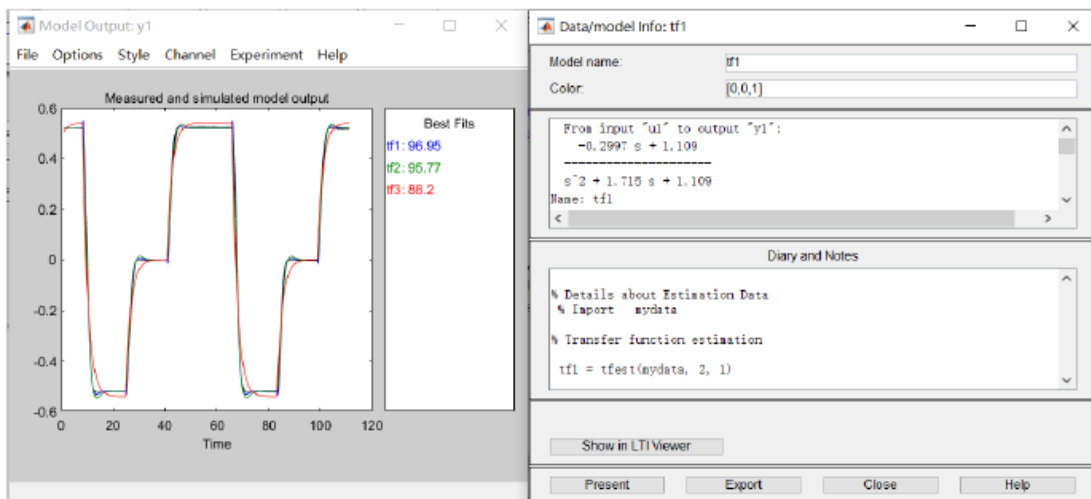 Model Output: y1
File Options Style Channel Experiment Help
Measured and simulated model output
0.6
0.4
0.2
0
-0.2
-0.4
-0.6
0 20 40 60 80 100 120
Time
Best Fits
tf1: 96.95
tf2: 95.77
tf3: 88.2
Data/model Info: tf1
Model name: tf1
Color: [0,0,1]
From input "u1" to output "y1":
-0.2997 s + 1.109
----------------------
s^2 + 1.715 s + 1.109
Name: tf1
Diary and Notes
% Details about Estimation Data
% Import mydata
% Transfer function estimation
tf1 = tfest(mydata, 2, 1)
Show in LTI Viewer
Present Export Close Help